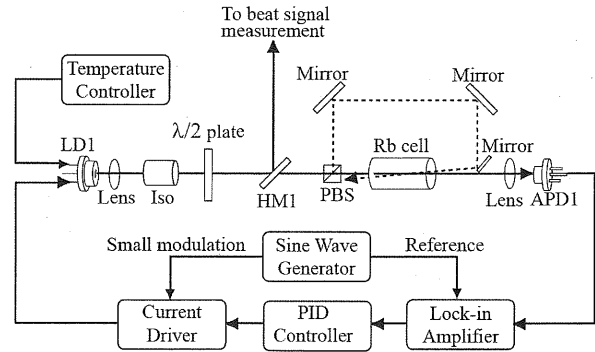 To beat signal
measurement
Temperature
Controller
Mirror
Mirror
LD1
λ/2 plate
Rb cell
Mirror
Lens
Iso
HM1
PBS
Lens
APD1
Small modulation
Sine Wave
Generator
Reference
Current
Driver
PID
Controller
Lock-in
Amplifier